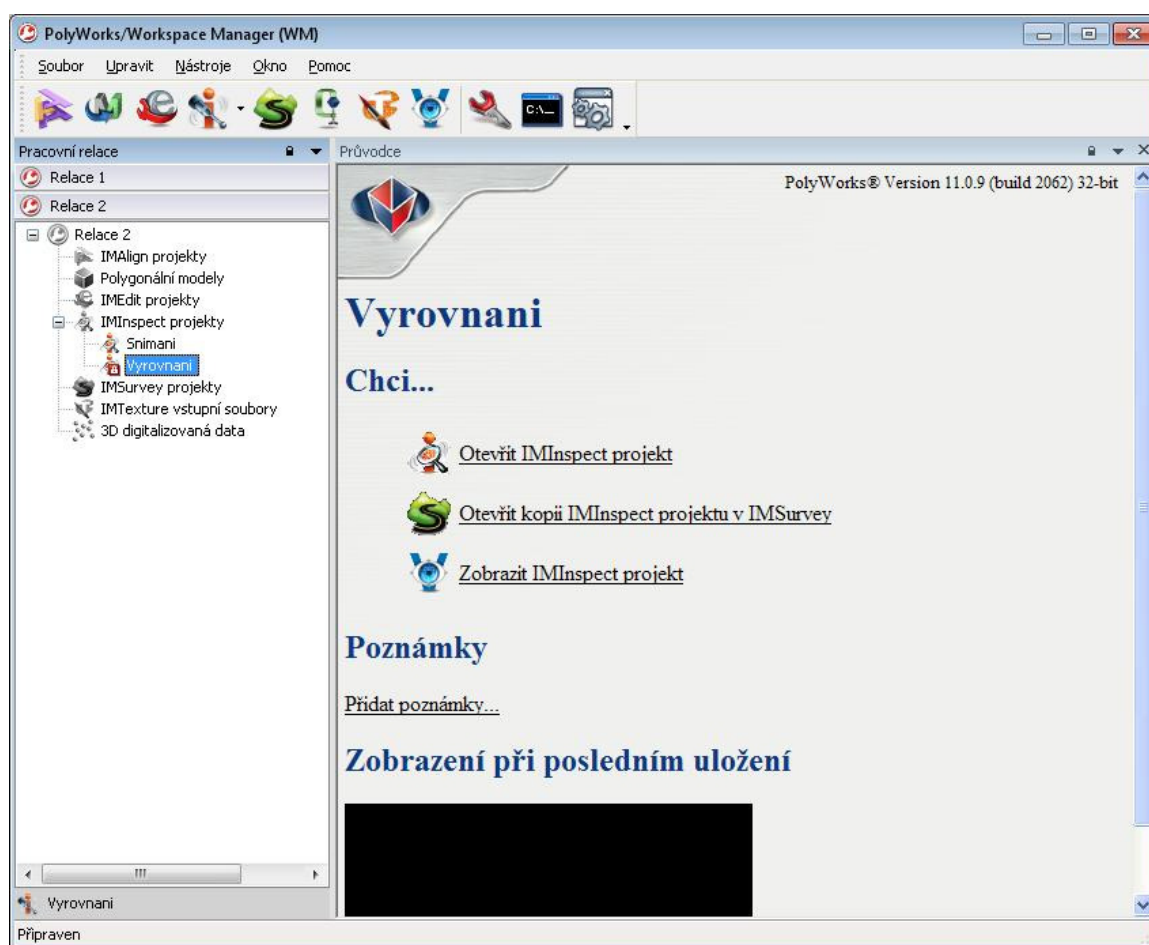 PolyWorks/Workspace Manager (WM)
Soubor Upravit Nástroje Okno Pomoc
C:\_
Pracovní relace
Průvodce
Relace 1
Relace 2
Relace 2
IMAlign projekty
Polygonální modely
IMEdit projekty
IMInspect projekty
Snimani
Vyrovnani
IMSurvey projekty
IMTexture vstupní soubory
3D digitalizovaná data
Vyrovnani
PolyWorks® Version 11.0.9 (build 2062) 32-bit
Vyrovnani
Chci...
Otevřít IMInspect projekt
Otevřít kopii IMInspect projektu v IMSurvey
Zobrazit IMInspect projekt
Poznámky
Přidat poznámky...
Zobrazení při posledním uložení
Připraven